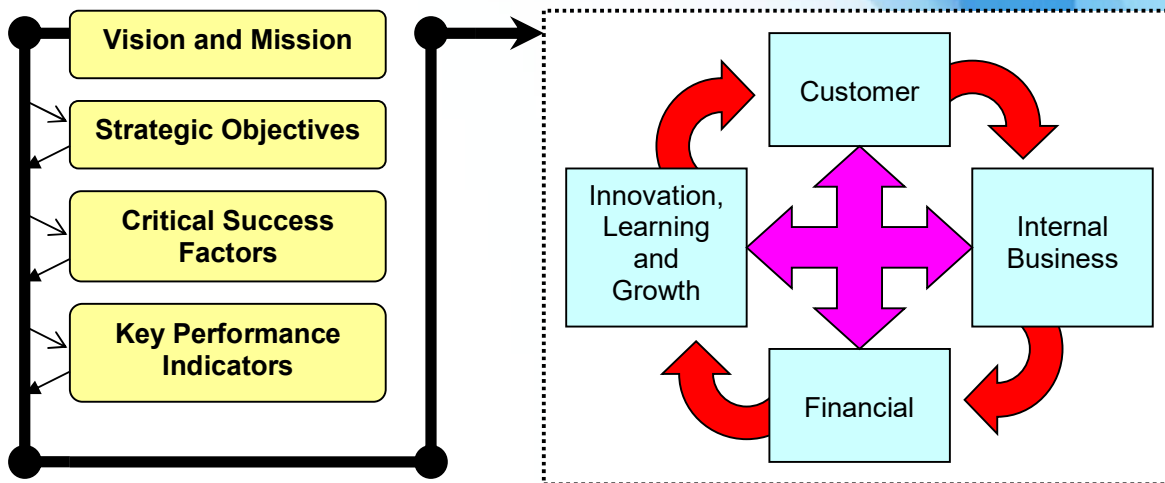 Vision and Mission
Strategic Objectives
Critical Success
Factors
Key Performance
Indicators
Customer
Innovation,
Learning
and
Growth
Internal
Business
Financial